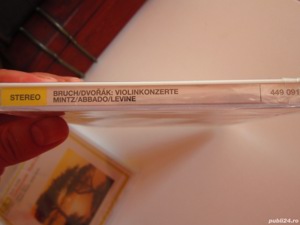 STEREO
BRUCH/DVOŘÁK: VIOLINKONZERTE
MINTZ/ABBADO/LEVINE
449 091
publi24.ro